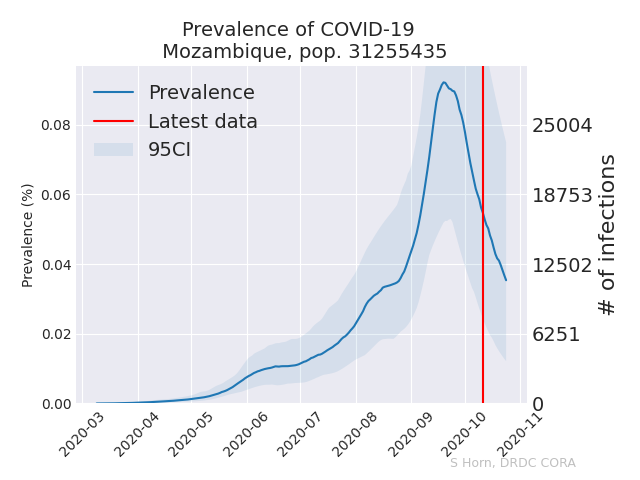 Prevalence of COVID-19
Mozambique, pop. 31255435
Prevalence
Latest data
95CI
Prevalence (%)
0.08
0.06
0.04
0.02
0.00
25004
18753
12502
6251
0
# of infections
2020-03
2020-04
2020-05
2020-06
2020-07
2020-08
2020-09
2020-10
2020-11
S Horn, DRDC CORA